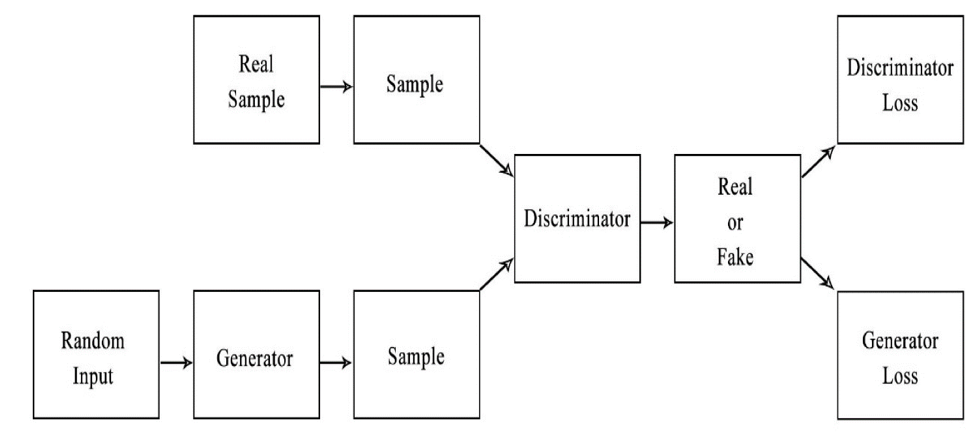 Real
Sample
Sample
Discriminator
Loss
Discriminator
Real
or
Fake
Random
Input
Generator
Sample
Generator
Loss